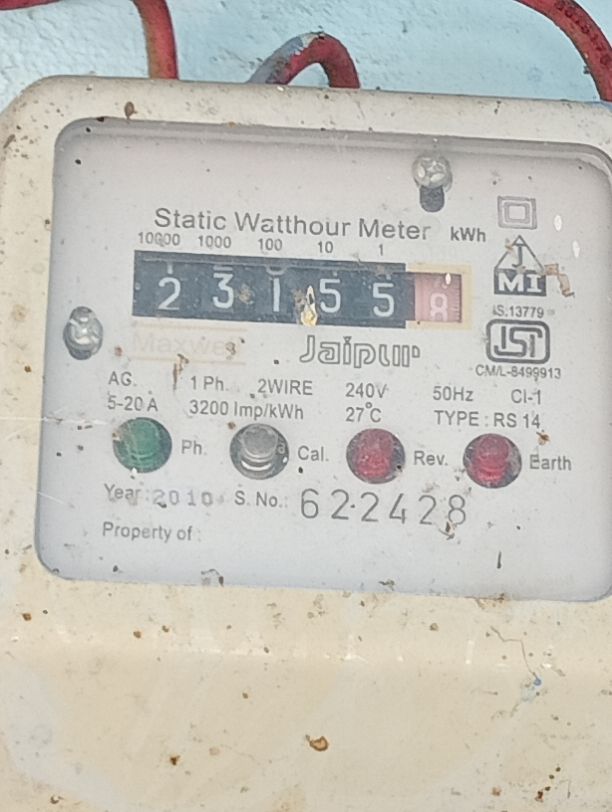 Static Watthour Meter kWh
10000 1000 100 10 1
2 3 1 5 5 8
J
MI
IS:13779
Maxwell
Jaipur
ISI
CM/L-8499913
AG. 1 Ph. 2WIRE 240V 50Hz Cl-1
5-20 A 3200 Imp/kWh 27°C TYPE : RS 14
Ph. Cal. Rev. Earth
Year : 2010 S. No.: 622428
Property of :